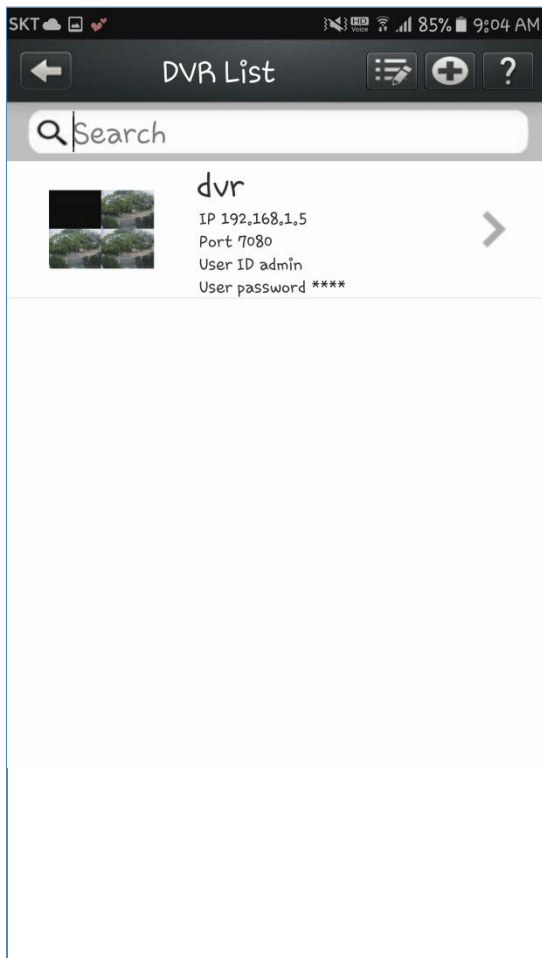 SKT 85% 9:04 AM
HD
Voice
DVR List ?
Search
dvr
IP 192.168.1.5
Port 7080
User ID admin
User password ****